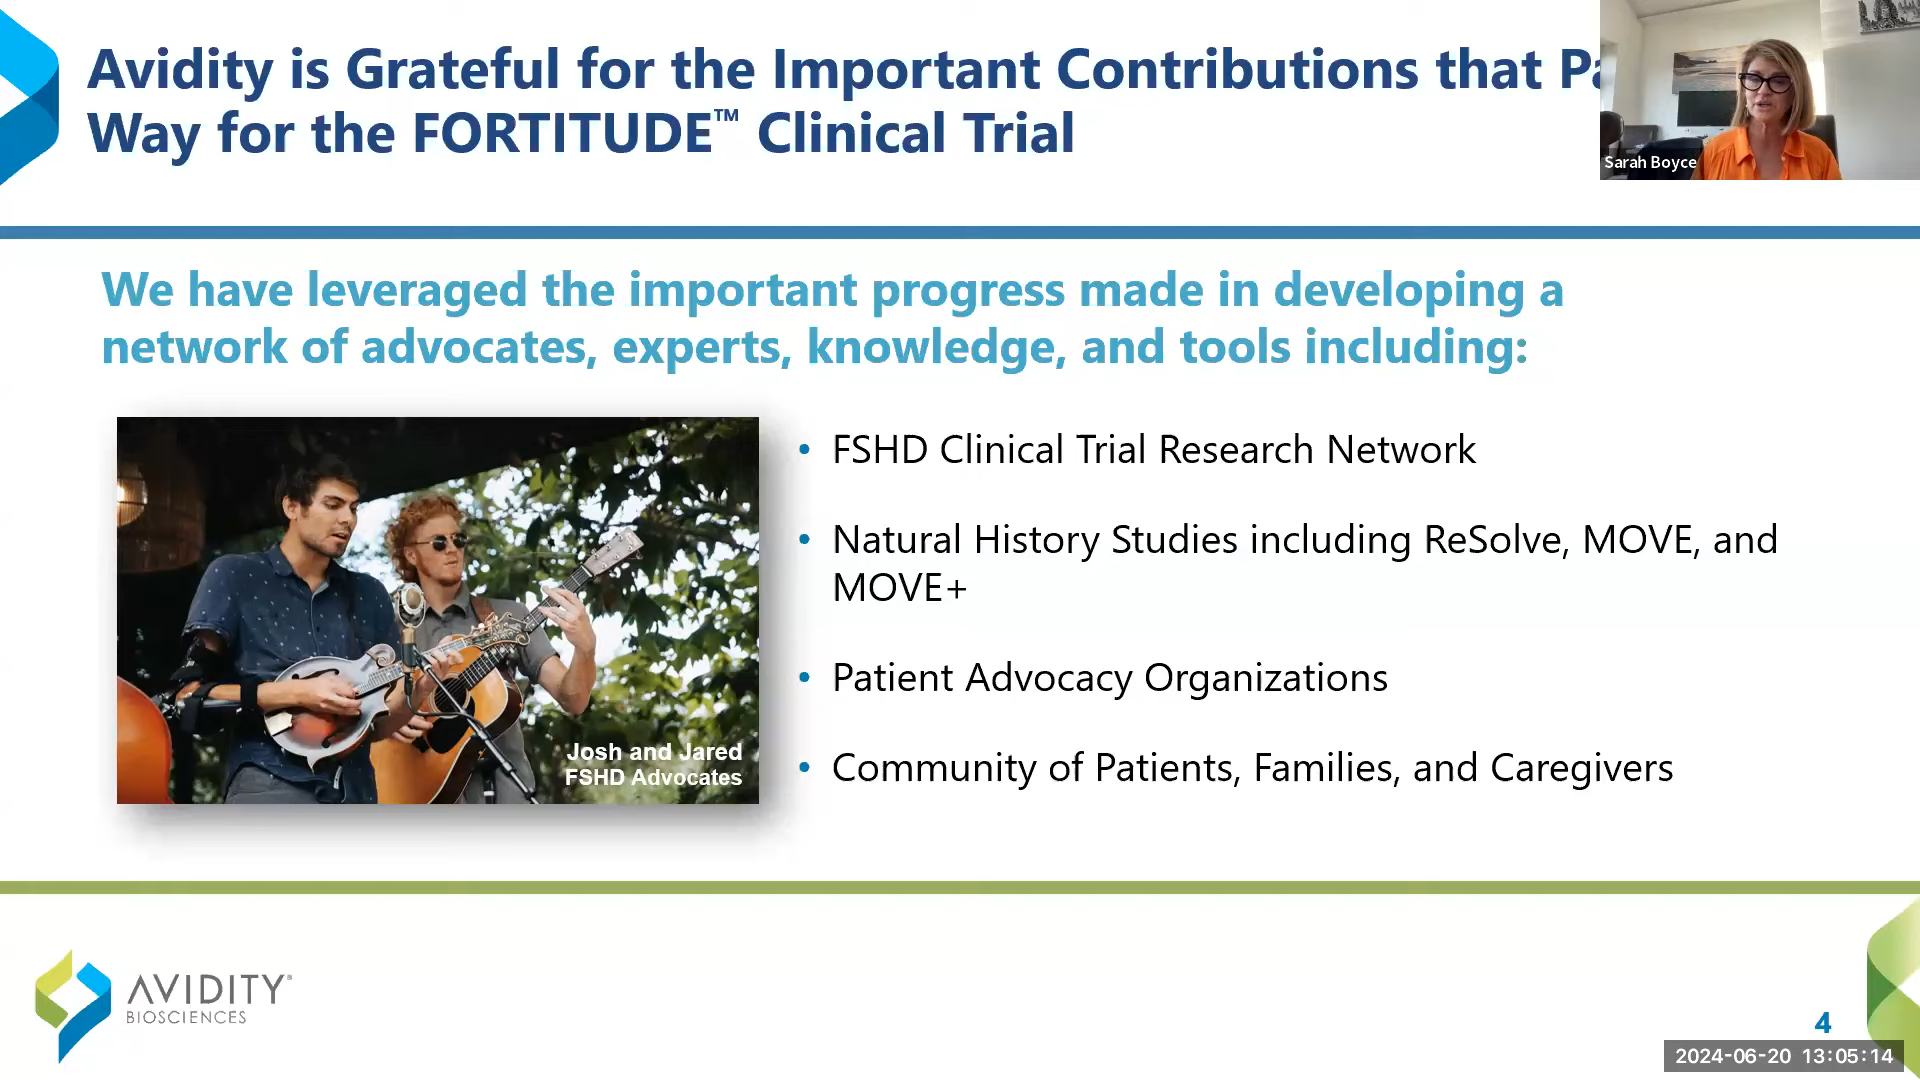 Avidity is Grateful for the Important Contributions that
Way for the FORTITUDE™ Clinical Trial
Sarah Boyce
We have leveraged the important progress made in developing a
network of advocates, experts, knowledge, and tools including:
• FSHD Clinical Trial Research Network
• Natural History Studies including ReSolve, MOVE, and
MOVE+
• Patient Advocacy Organizations
• Community of Patients, Families, and Caregivers
Josh and Jared
FSHD Advocates
AVIDITY®
BIOSCIENCES
4
2024-06-20 13:05:14